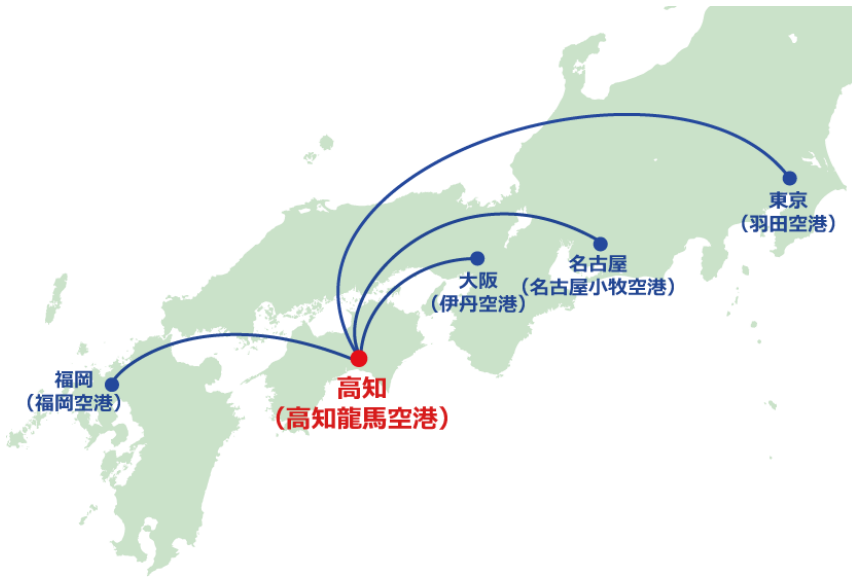 東京
（羽田空港）
名古屋
（名古屋小牧空港）
大阪
（伊丹空港）
福岡
（福岡空港）
高知
（高知龍馬空港）